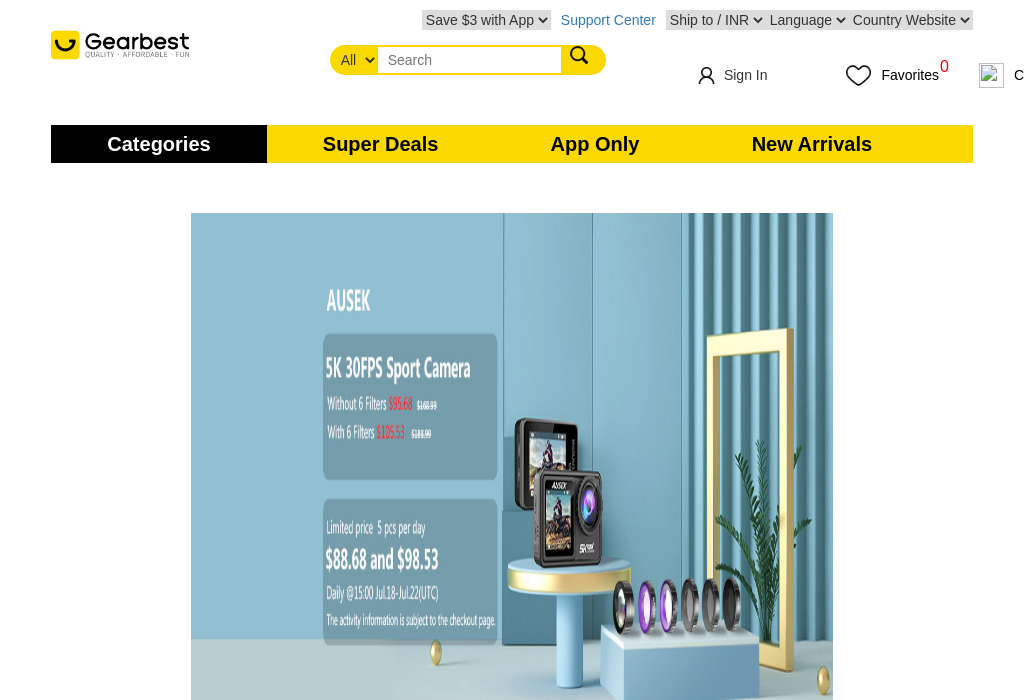 Save $3 with App Support Center Ship to / INR Language Country Website
Gearbest
QUALITY · AFFORDABLE · FUN
All Search
Sign In Favorites 0 C
Categories Super Deals App Only New Arrivals
AUSEK
5K 30FPS Sport Camera
Without 6 Filters $95.68 $168.99
With 6 Filters $105.53 $188.99
Limited price 5 pcs per day
$88.68 and $98.53
Daily @15:00 Jul.18-Jul.22(UTC)
The activity information is subject to the checkout page.
AUSEK
5K